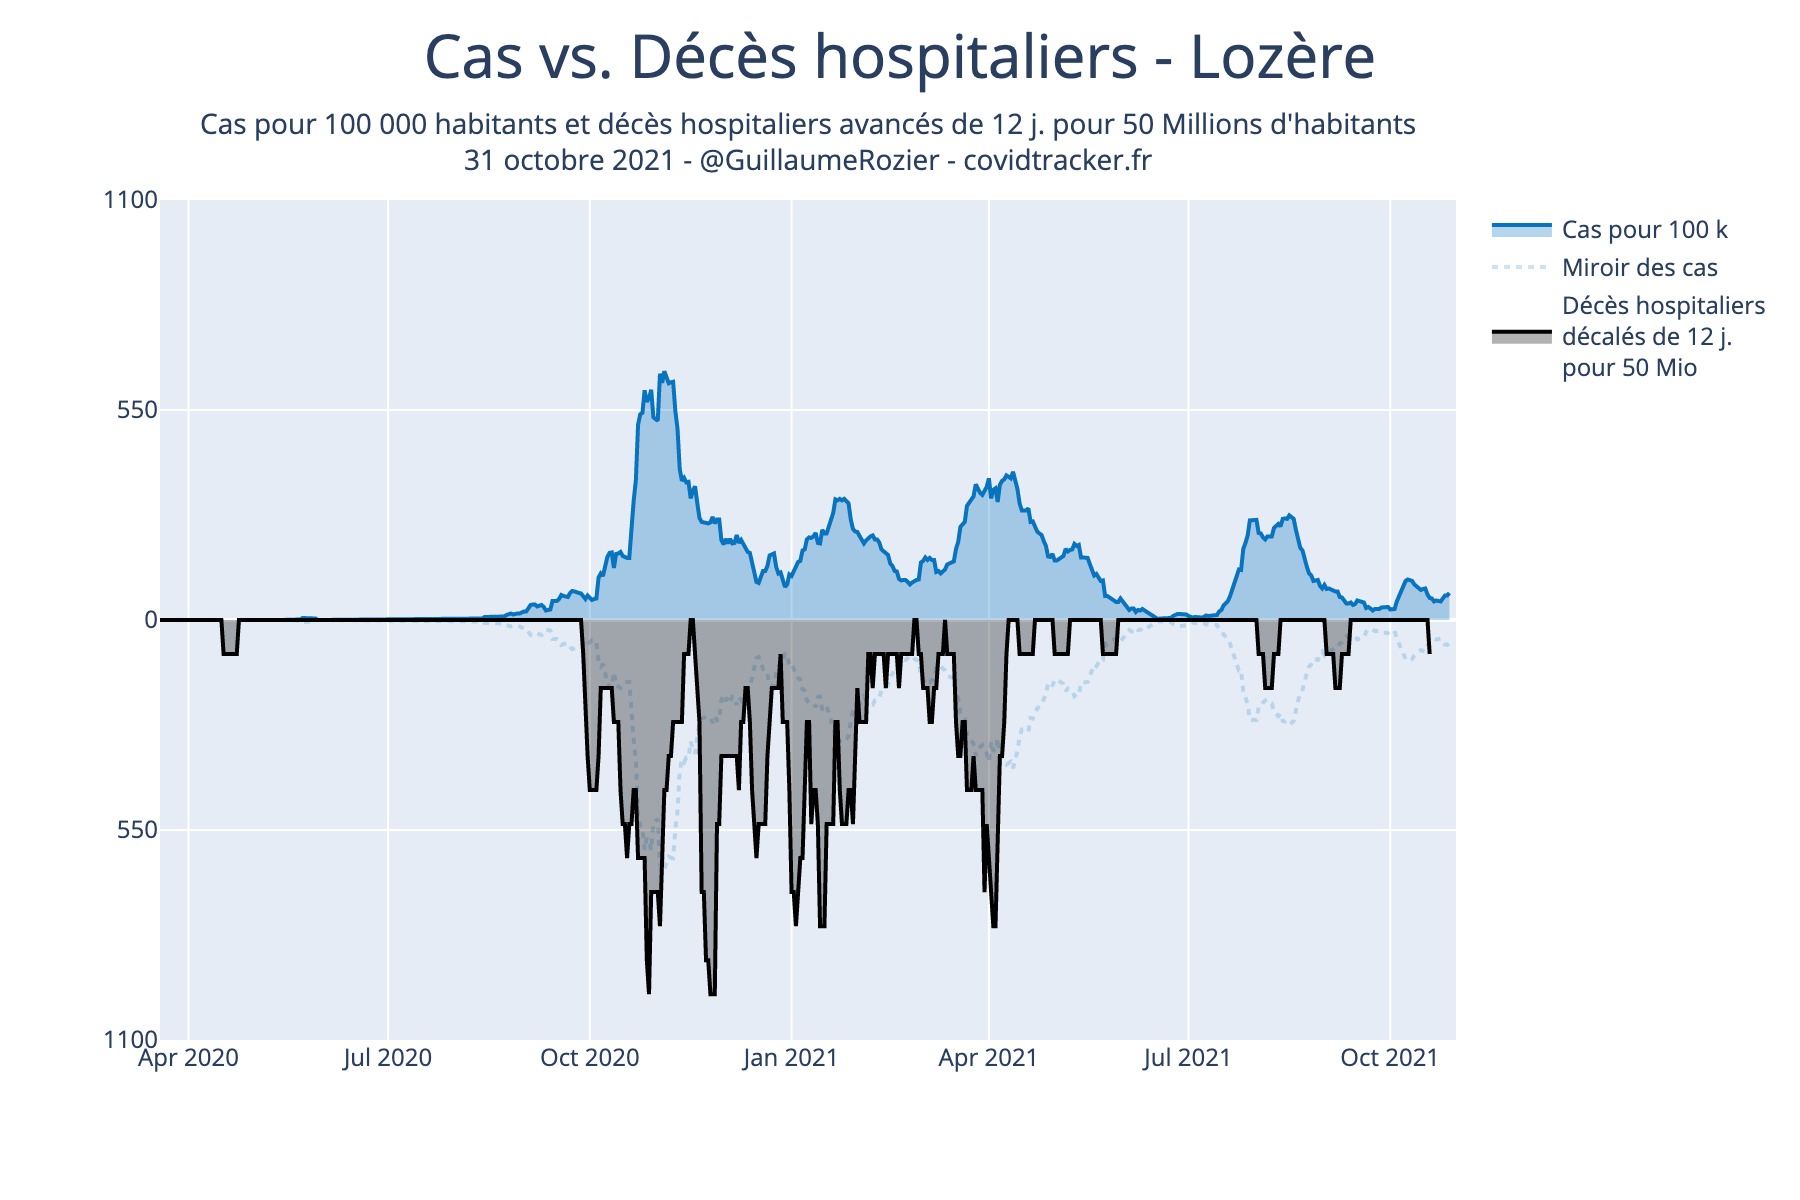 Cas vs. Décès hospitaliers - Lozère
Cas pour 100 000 habitants et décès hospitaliers avancés de 12 j. pour 50 Millions d'habitants
31 octobre 2021 - @GuillaumeRozier - covidtracker.fr
1100
550
0
550
1100
Apr 2020
Jul 2020
Oct 2020
Jan 2021
Apr 2021
Jul 2021
Oct 2021
Cas pour 100 k
Miroir des cas
Décès hospitaliers
décalés de 12 j.
pour 50 Mio